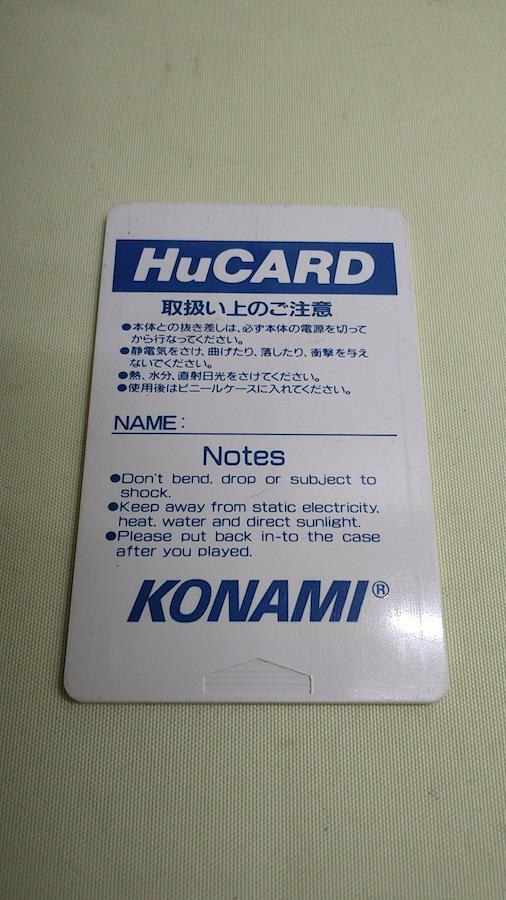 HuCARD
取扱い上のご注意
●本体との抜き差しは、必ず本体の電源を切って
から行なってください。
●静電気をさけ、曲げたり、落したり、衝撃を与え
ないでください。
●熱、水分、直射日光をさけてください。
●使用後はビニールケースに入れてください。
NAME:
Notes
●Don't bend, drop or subject to
shock.
●Keep away from static electricity,
heat, water and direct sunlight.
●Please put back in-to the case
after you played.
KONAMI®